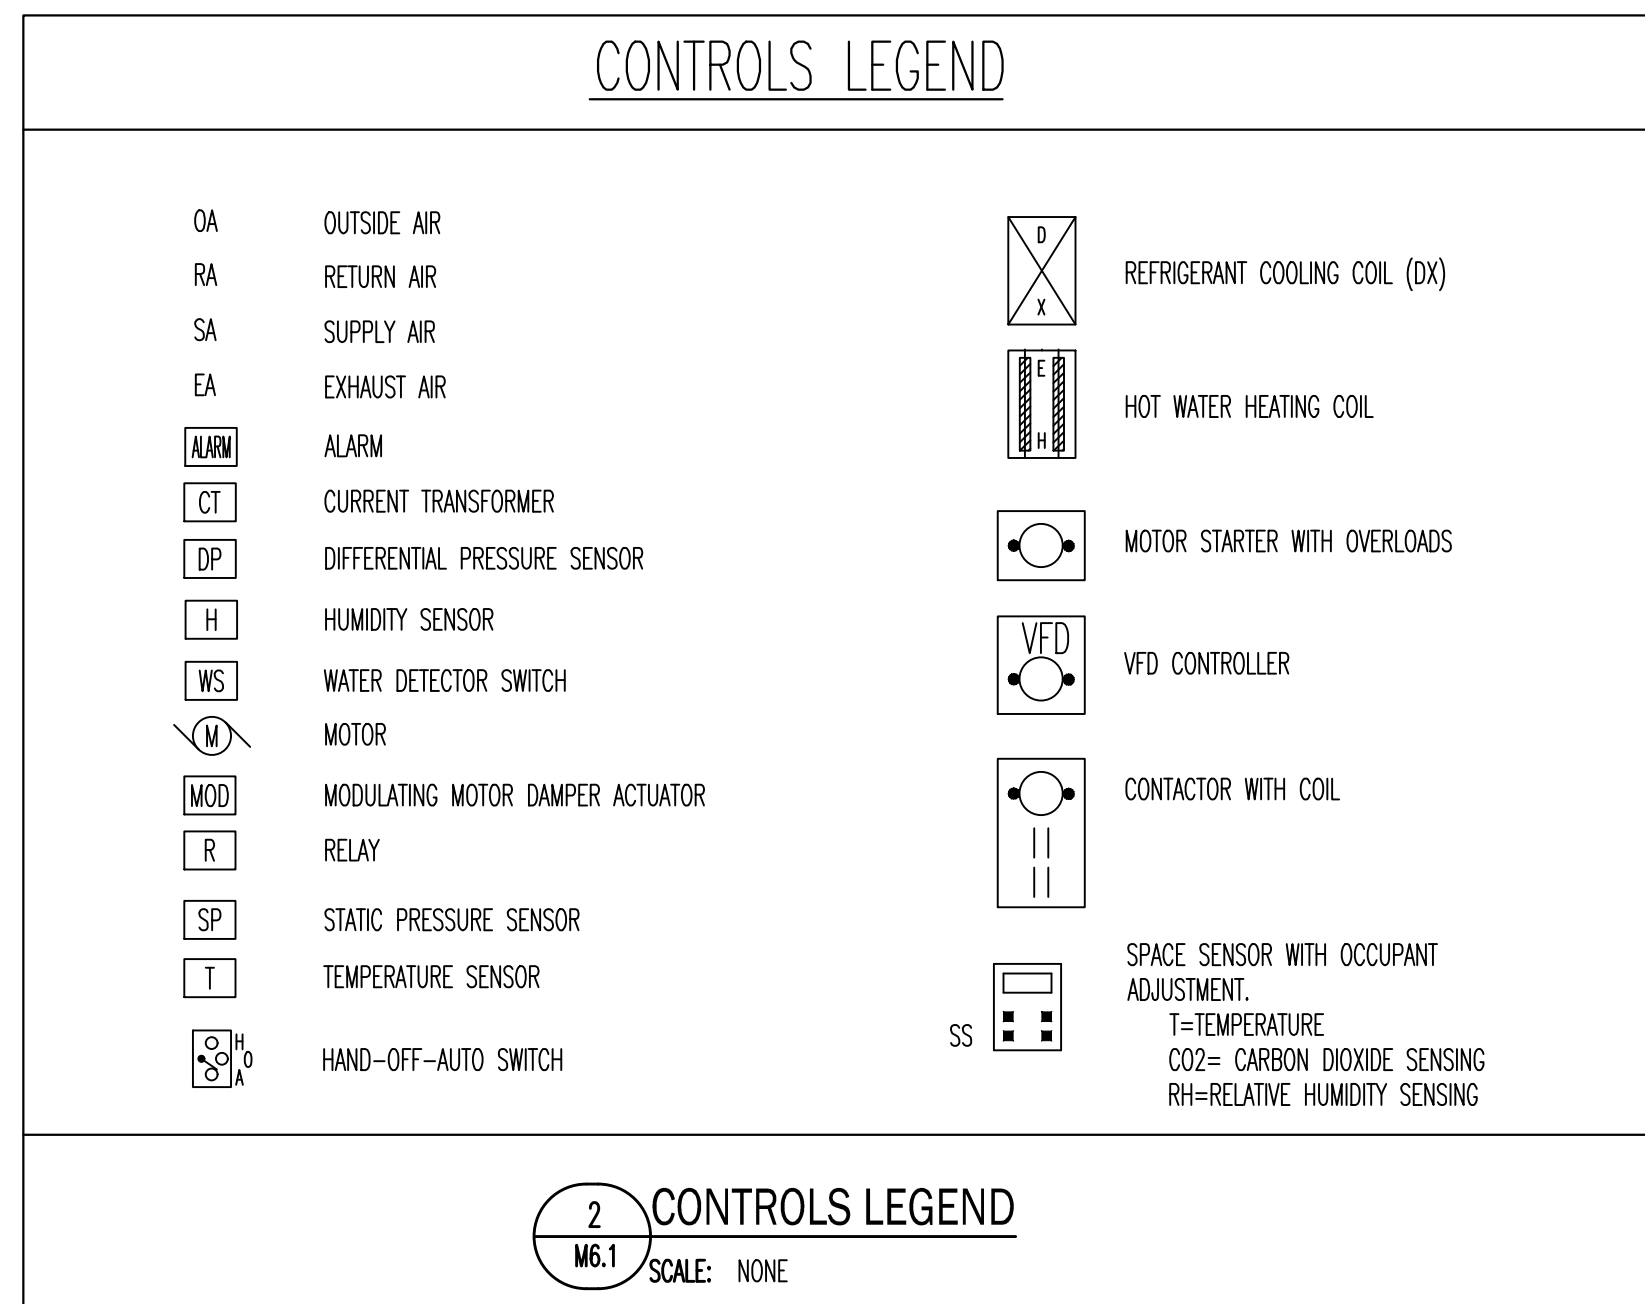 CONTROLS LEGEND
OA OUTSIDE AIR
RA RETURN AIR
SA SUPPLY AIR
EA EXHAUST AIR
ALARM ALARM
CT CURRENT TRANSFORMER
DP DIFFERENTIAL PRESSURE SENSOR
H HUMIDITY SENSOR
WS WATER DETECTOR SWITCH
M MOTOR
MOD MODULATING MOTOR DAMPER ACTUATOR
R RELAY
SP STATIC PRESSURE SENSOR
T TEMPERATURE SENSOR
H
O HAND-OFF-AUTO SWITCH
A
D
REFRIGERANT COOLING COIL (DX)
X
E
HOT WATER HEATING COIL
H
MOTOR STARTER WITH OVERLOADS
VFD
VFD CONTROLLER
CONTACTOR WITH COIL
SPACE SENSOR WITH OCCUPANT
ADJUSTMENT.
T=TEMPERATURE
SS
CO2= CARBON DIOXIDE SENSING
RH=RELATIVE HUMIDITY SENSING
2 CONTROLS LEGEND
M6.1 SCALE: NONE